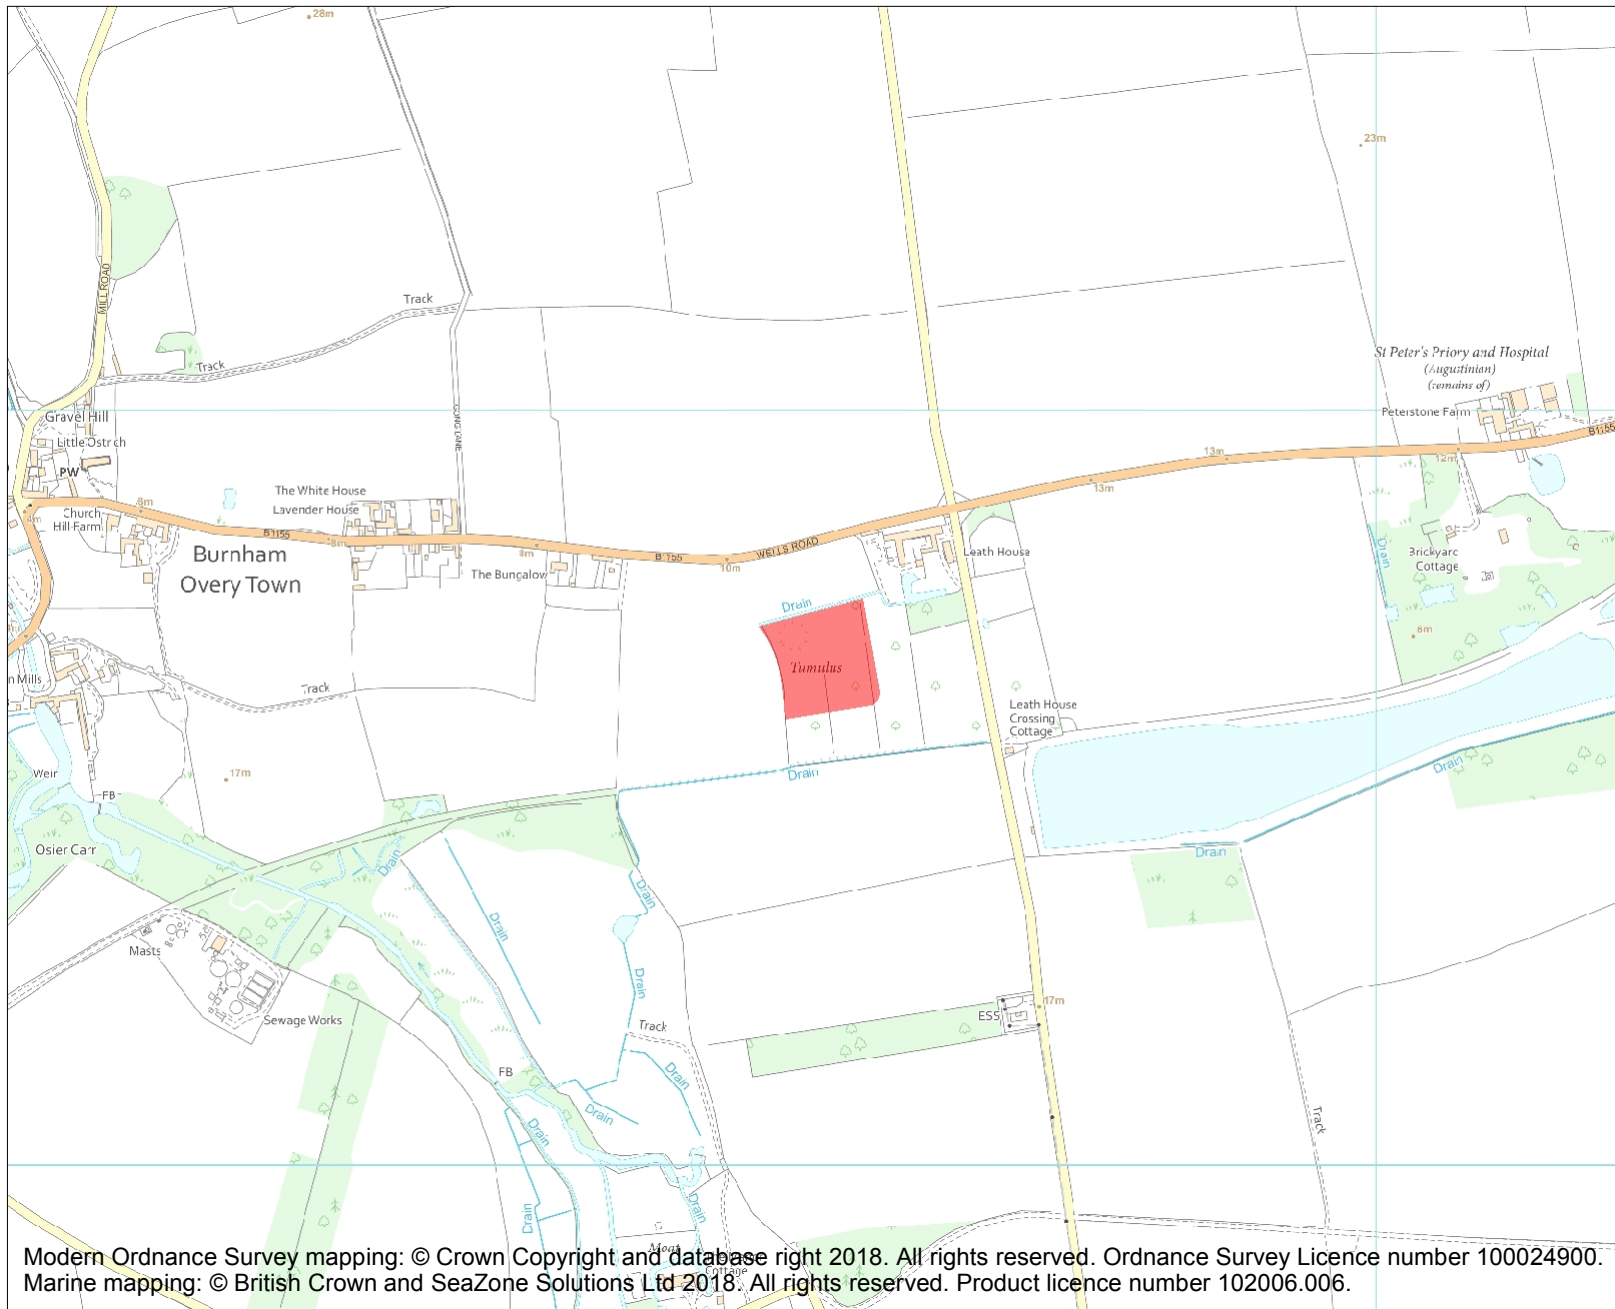 28m
23m
MILL ROAD
Track
Track
St Peter's Priory and Hospital
(Augustinian)
(remains of)
Peterstone Farm
Gravel Hill
Little Ostrich
PW
GONG LANE
B1155
13m
12m
13m
The White House
Lavender House
8m
4m
Church
Hill Farm
B1155
8m
8m
B1155
WELLS ROAD
10m
Burnham
Overy Town
The Bungalow
Leath House
Drain
Brickyard
Cottage
Drain
8m
Tumulus
n Mills
Track
Leath House
Crossing
Cottage
Weir
17m
Drain
Drain
FB
Osier Carr
Drain
Drain
Drain
Drain
Masts
Drain
Sewage Works
17m
ESS
Track
FB
Drain
Drain
Drain
Track
Drain
Drain
Moat
Cottage
Modern Ordnance Survey mapping: © Crown Copyright and database right 2018. All rights reserved. Ordnance Survey Licence number 100024900.
Marine mapping: © British Crown and SeaZone Solutions Ltd 2018. All rights reserved. Product licence number 102006.006.